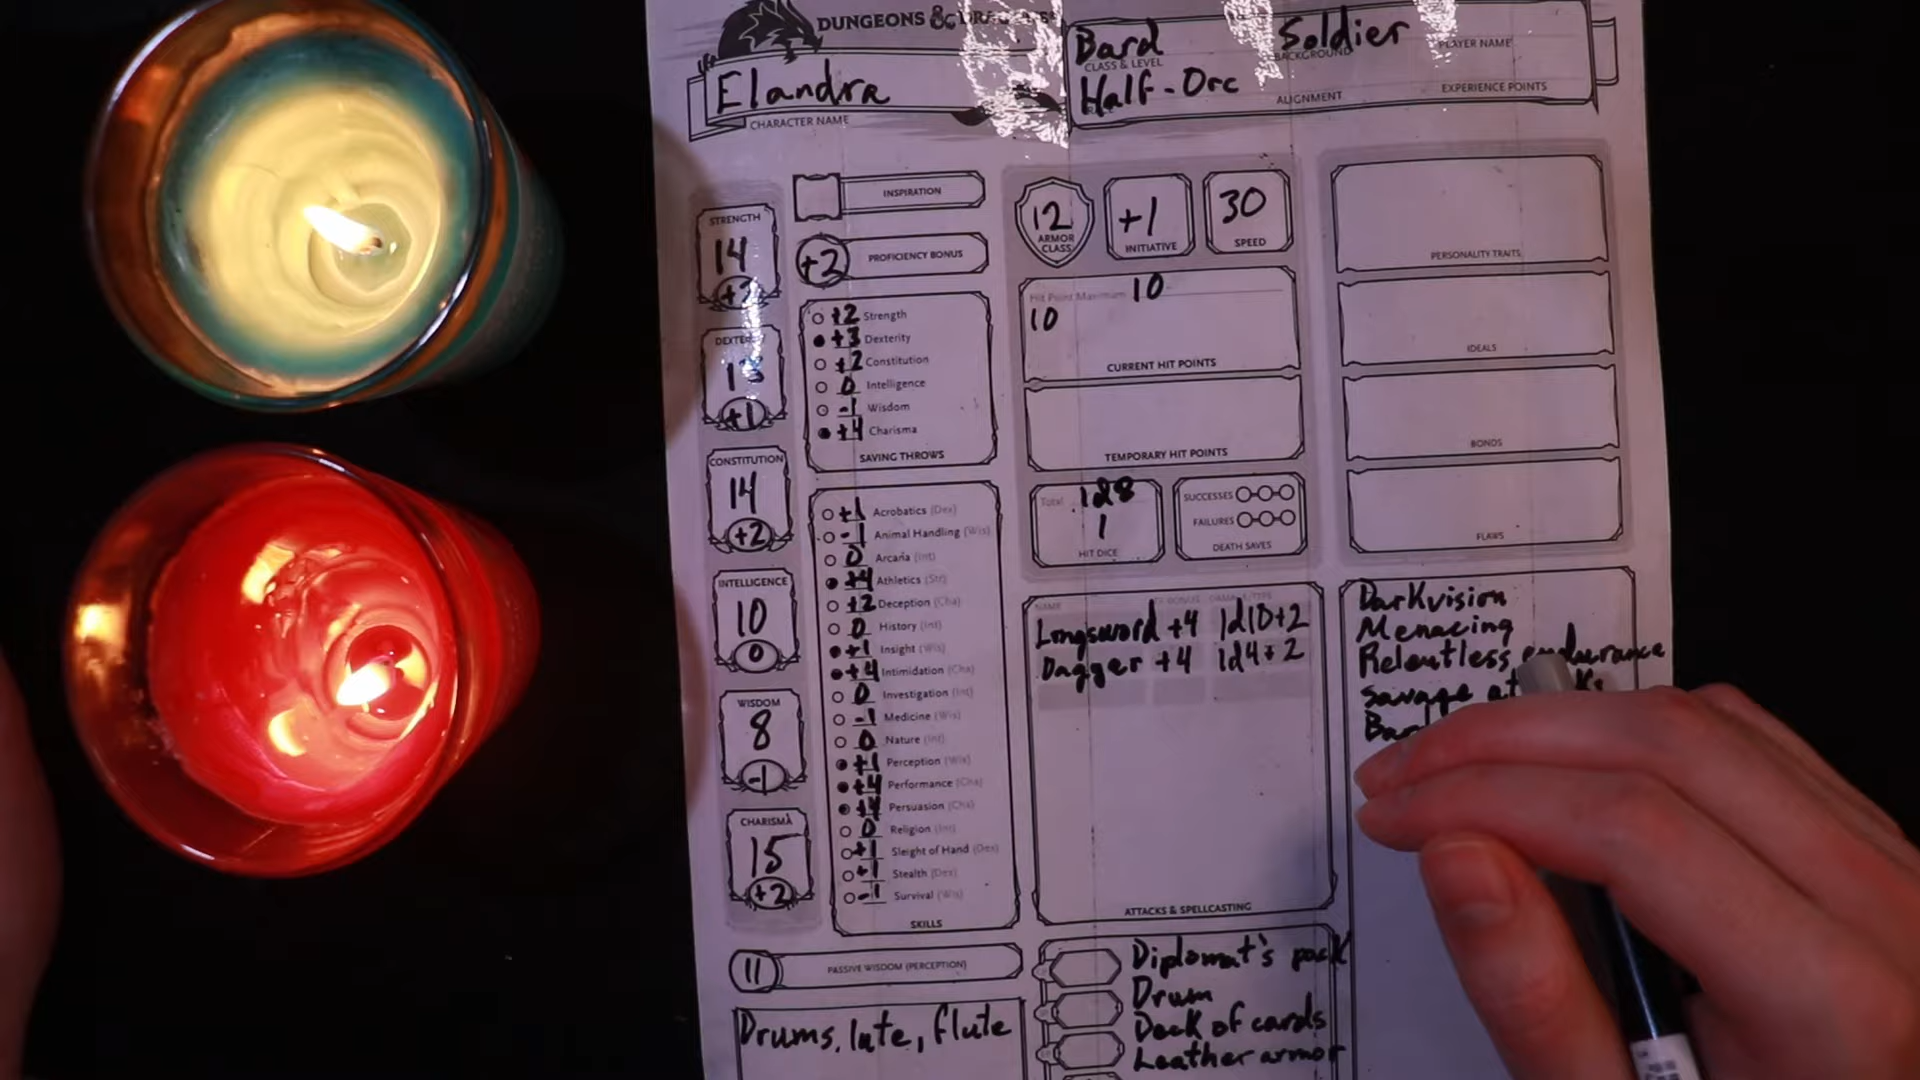 DUNGEONS & DRAGONS
Elandra
CHARACTER NAME
Bard
Soldier
CLASS & LEVEL
BACKGROUND
PLAYER NAME
Half-Orc
ALIGNMENT
EXPERIENCE POINTS
INSPIRATION
+2 PROFICIENCY BONUS
STRENGTH
14
DEXTERITY
13
+1
CONSTITUTION
14
+2
INTELLIGENCE
10
0
WISDOM
8
-1
CHARISMA
15
+2
+2 Strength
+3 Dexterity
+2 Constitution
0 Intelligence
-1 Wisdom
+4 Charisma
SAVING THROWS
+1 Acrobatics (Dex)
-1 Animal Handling (Wis)
0 Arcana (Int)
+4 Athletics (Str)
+2 Deception (Cha)
0 History (Int)
+1 Insight (Wis)
+4 Intimidation (Cha)
0 Investigation (Int)
-1 Medicine (Wis)
0 Nature (Int)
+1 Perception (Wis)
+4 Performance (Cha)
+4 Persuasion (Cha)
0 Religion (Int)
+1 Sleight of Hand (Dex)
+1 Stealth (Dex)
-1 Survival (Wis)
SKILLS
11 PASSIVE WISDOM (PERCEPTION)
Drums, lute, flute
12
ARMOR
CLASS
+1
INITIATIVE
30
SPEED
Hit Point Maximum 10
10
CURRENT HIT POINTS
TEMPORARY HIT POINTS
Total 1d8
1
HIT DICE
SUCCESSES
FAILURES
DEATH SAVES
NAME
Longsword +4 1d10+2
Dagger +4 1d4+2
ATTACKS & SPELLCASTING
Diplomat's pack
Drum
Deck of cards
Leather armor
PERSONALITY TRAITS
IDEALS
BONDS
FLAWS
Darkvision
Menacing
Relentless endurance
savage